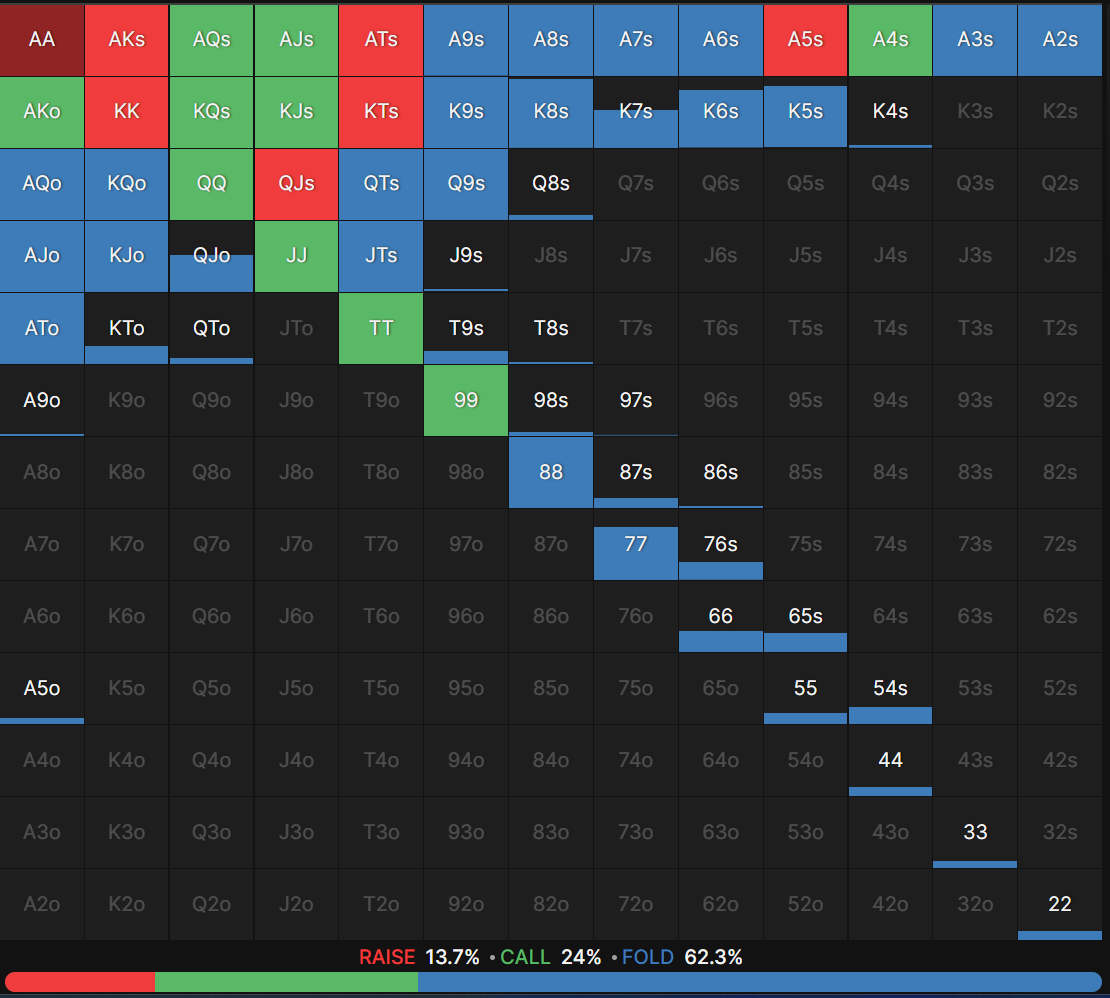 AA AKs AQs AJs ATs A9s A8s A7s A6s A5s A4s A3s A2s
AKo KK KQs KJs KTs K9s K8s K7s K6s K5s K4s K3s K2s
AQo KQo QQ QJs QTs Q9s Q8s Q7s Q6s Q5s Q4s Q3s Q2s
AJo KJo QJo JJ JTs J9s J8s J7s J6s J5s J4s J3s J2s
ATo KTo QTo JTo TT T9s T8s T7s T6s T5s T4s T3s T2s
A9o K9o Q9o J9o T9o 99 98s 97s 96s 95s 94s 93s 92s
A8o K8o Q8o J8o T8o 98o 88 87s 86s 85s 84s 83s 82s
A7o K7o Q7o J7o T7o 97o 87o 77 76s 75s 74s 73s 72s
A6o K6o Q6o J6o T6o 96o 86o 76o 66 65s 64s 63s 62s
A5o K5o Q5o J5o T5o 95o 85o 75o 65o 55 54s 53s 52s
A4o K4o Q4o J4o T4o 94o 84o 74o 64o 54o 44 43s 42s
A3o K3o Q3o J3o T3o 93o 83o 73o 63o 53o 43o 33 32s
A2o K2o Q2o J2o T2o 92o 82o 72o 62o 52o 42o 32o 22
RAISE 13.7% • CALL 24% • FOLD 62.3%